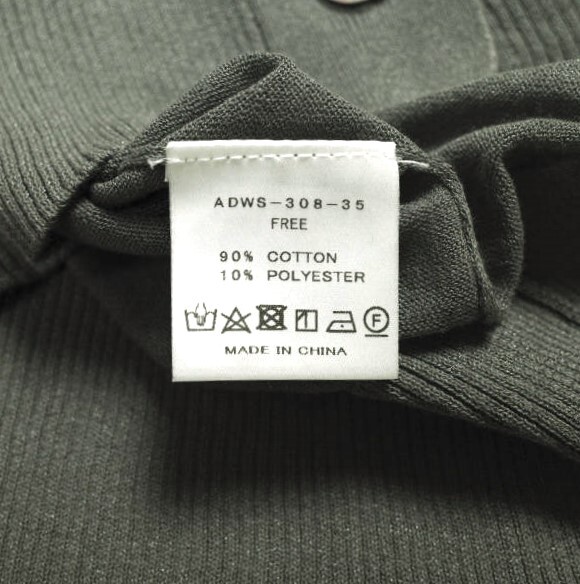 ADWS-308-35
FREE
90% COTTON
10% POLYESTER
F
MADE IN CHINA